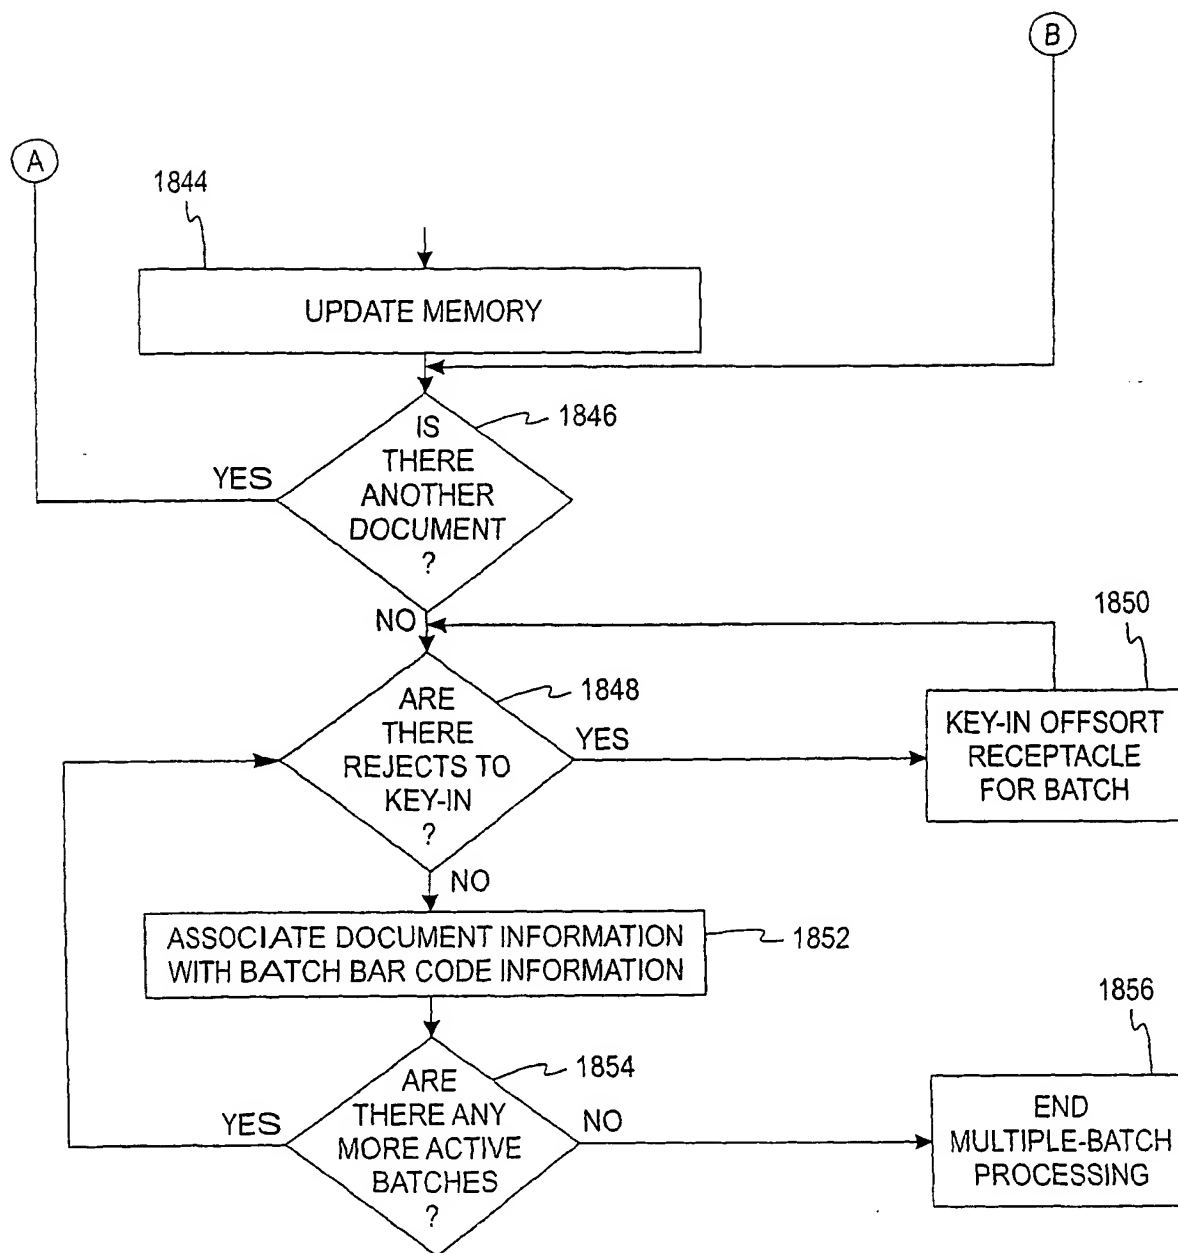 B
A
1844
UPDATE MEMORY
1846
IS
THERE
ANOTHER
DOCUMENT
?
YES
NO
1850
1848
ARE
THERE
REJECTS TO
KEY-IN
?
YES
KEY-IN OFFSORT
RECEPTACLE
FOR BATCH
NO
ASSOCIATE DOCUMENT INFORMATION
WITH BATCH BAR CODE INFORMATION
1852
1856
1854
ARE
THERE ANY
MORE ACTIVE
BATCHES
?
YES
NO
END
MULTIPLE-BATCH
PROCESSING